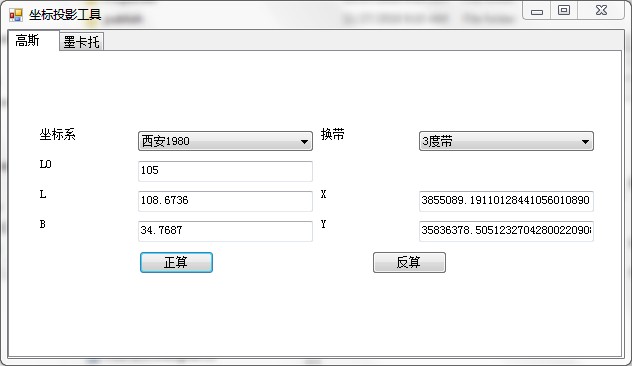 坐标投影工具
高斯 墨卡托
坐标系 西安1980 换带 3度带
L0 105
L 108.6736 X 3855089.19110128441056010890
B 34.7687 Y 35836378.5051232704280022090
正算 反算